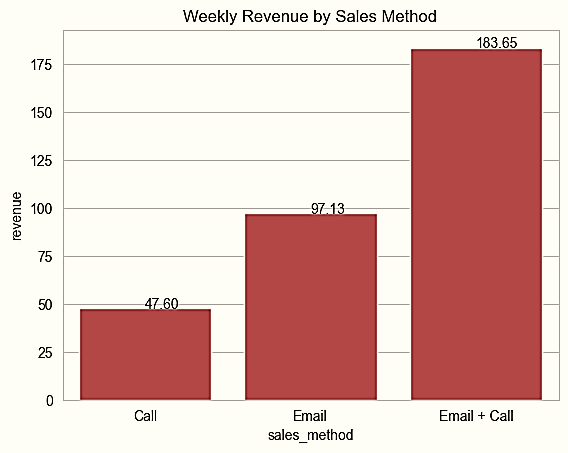 Weekly Revenue by Sales Method
183.65
175
150
125
100
97.13
75
50
47.60
25
0
revenue
Call
Email
Email + Call
sales_method